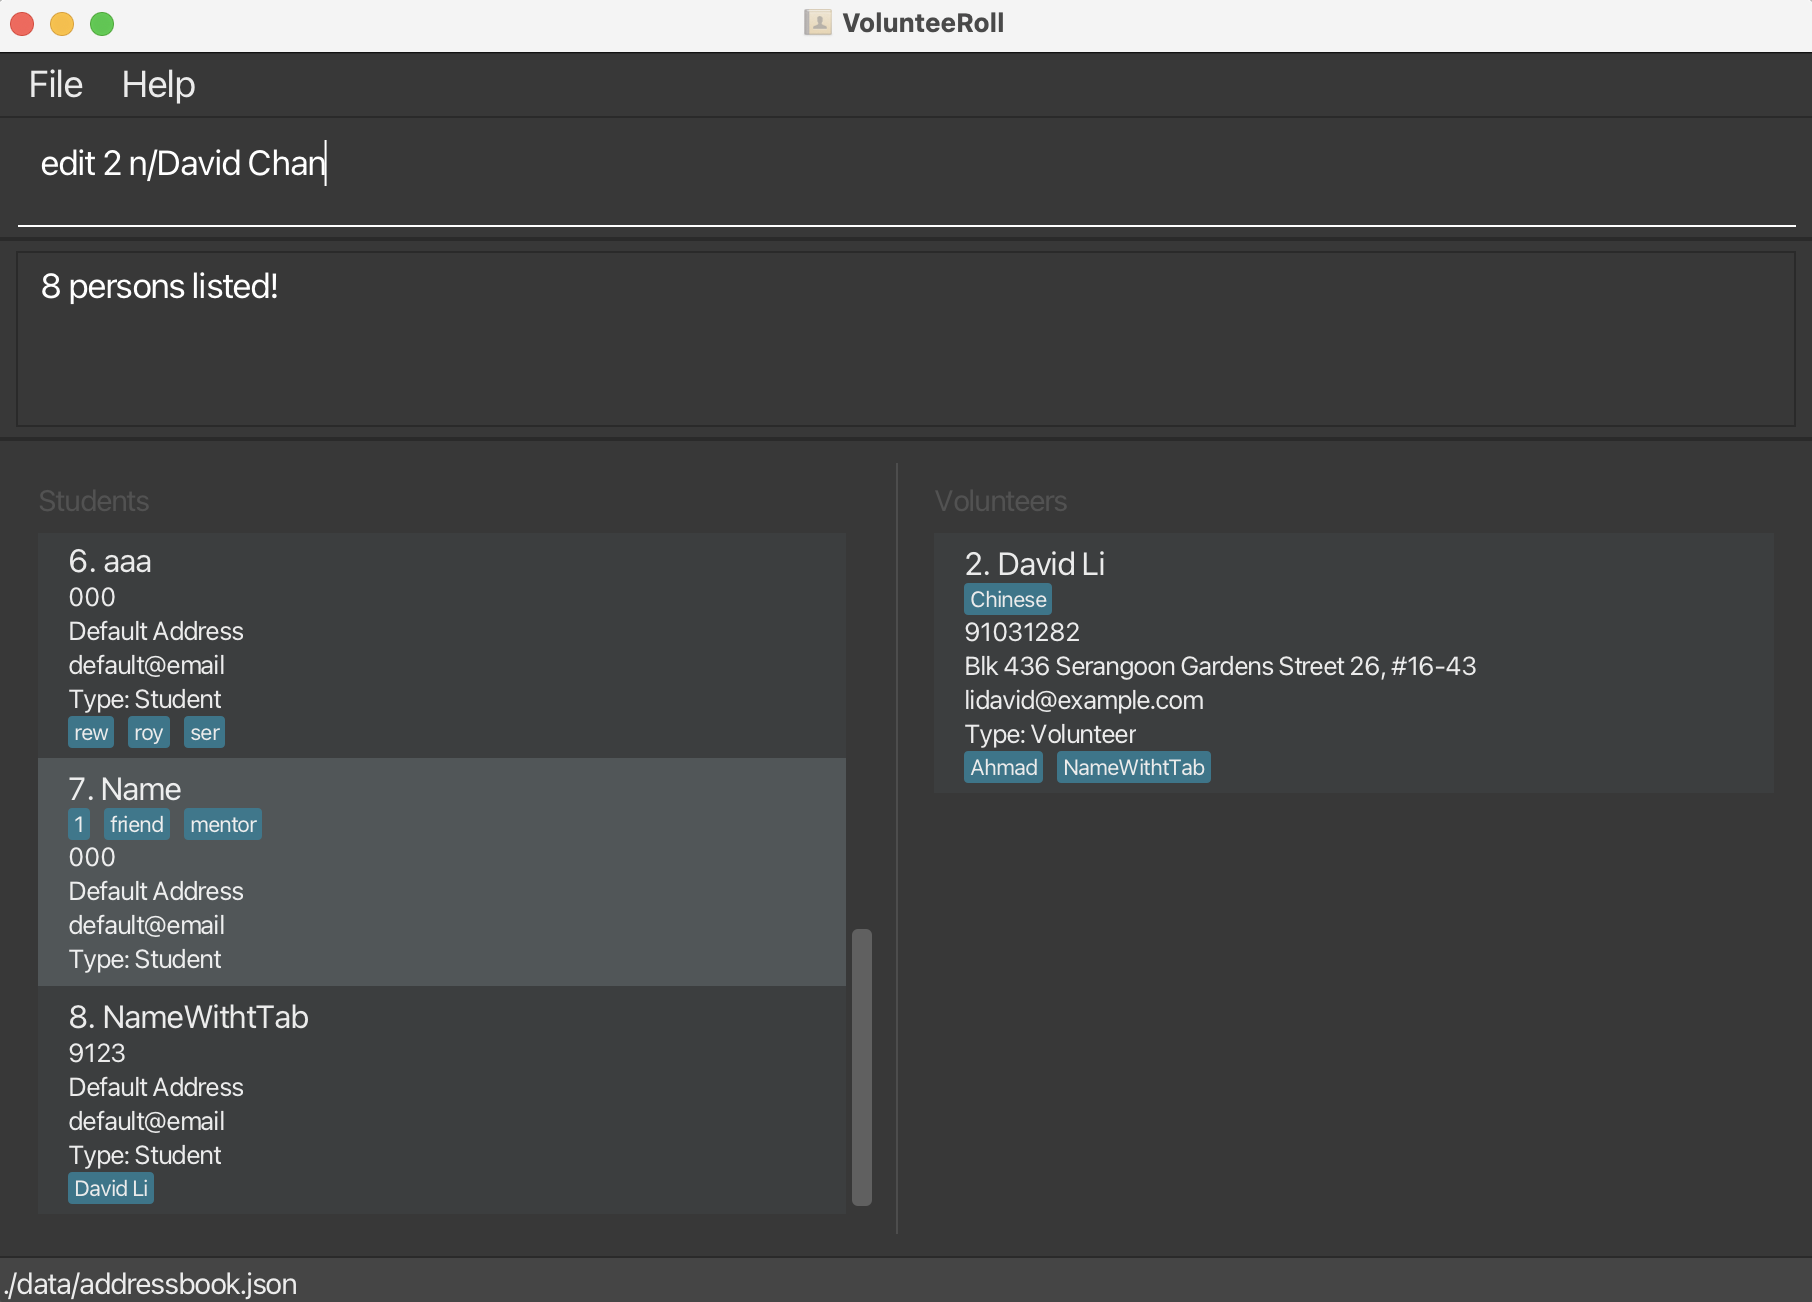 VolunteeRoll
File Help
edit 2 n/David Chan
8 persons listed!
Students
6. aaa
000
Default Address
default@email
Type: Student
rew roy ser
7. Name
1 friend mentor
000
Default Address
default@email
Type: Student
8. NameWithtTab
9123
Default Address
default@email
Type: Student
David Li
Volunteers
2. David Li
Chinese
91031282
Blk 436 Serangoon Gardens Street 26, #16-43
lidavid@example.com
Type: Volunteer
Ahmad NameWithtTab
./data/addressbook.json